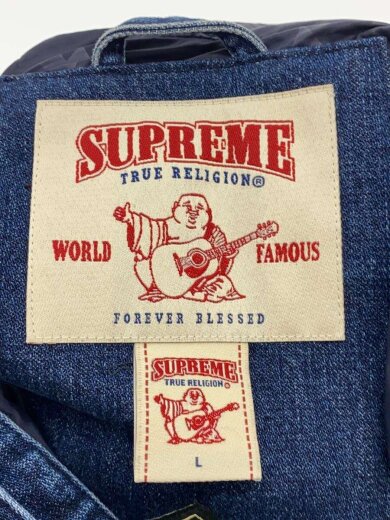 SUPREME
TRUE RELIGION®
WORLD FAMOUS
FOREVER BLESSED
SUPREME
TRUE RELIGION
L